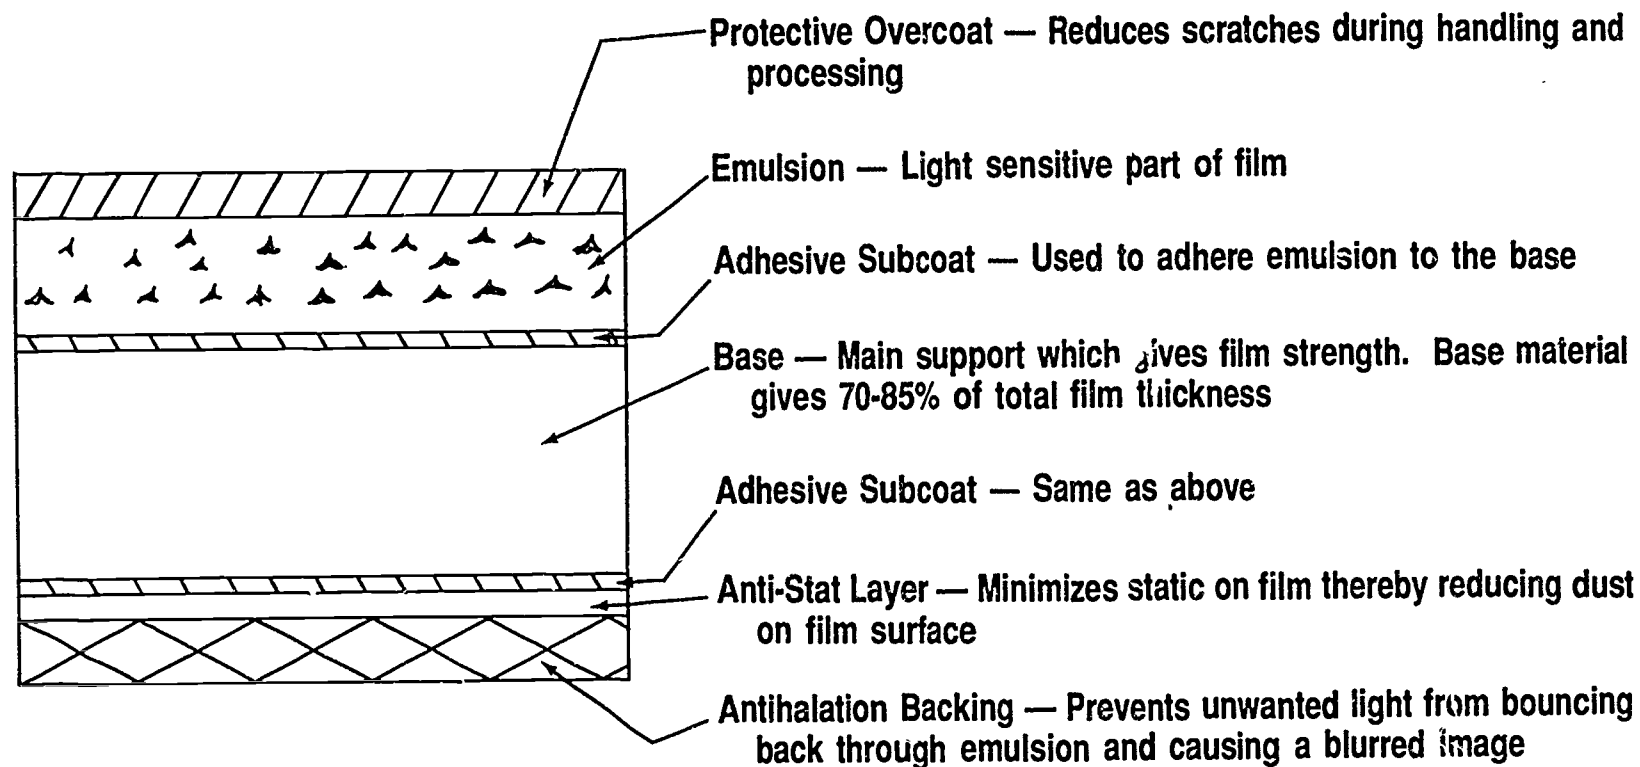 Protective Overcoat — Reduces scratches during handling and
processing
Emulsion — Light sensitive part of film
Adhesive Subcoat — Used to adhere emulsion to the base
Base — Main support which gives film strength. Base material
gives 70-85% of total film thickness
Adhesive Subcoat — Same as above
Anti-Stat Layer — Minimizes static on film thereby reducing dust
on film surface
Antihalation Backing — Prevents unwanted light from bouncing
back through emulsion and causing a blurred image